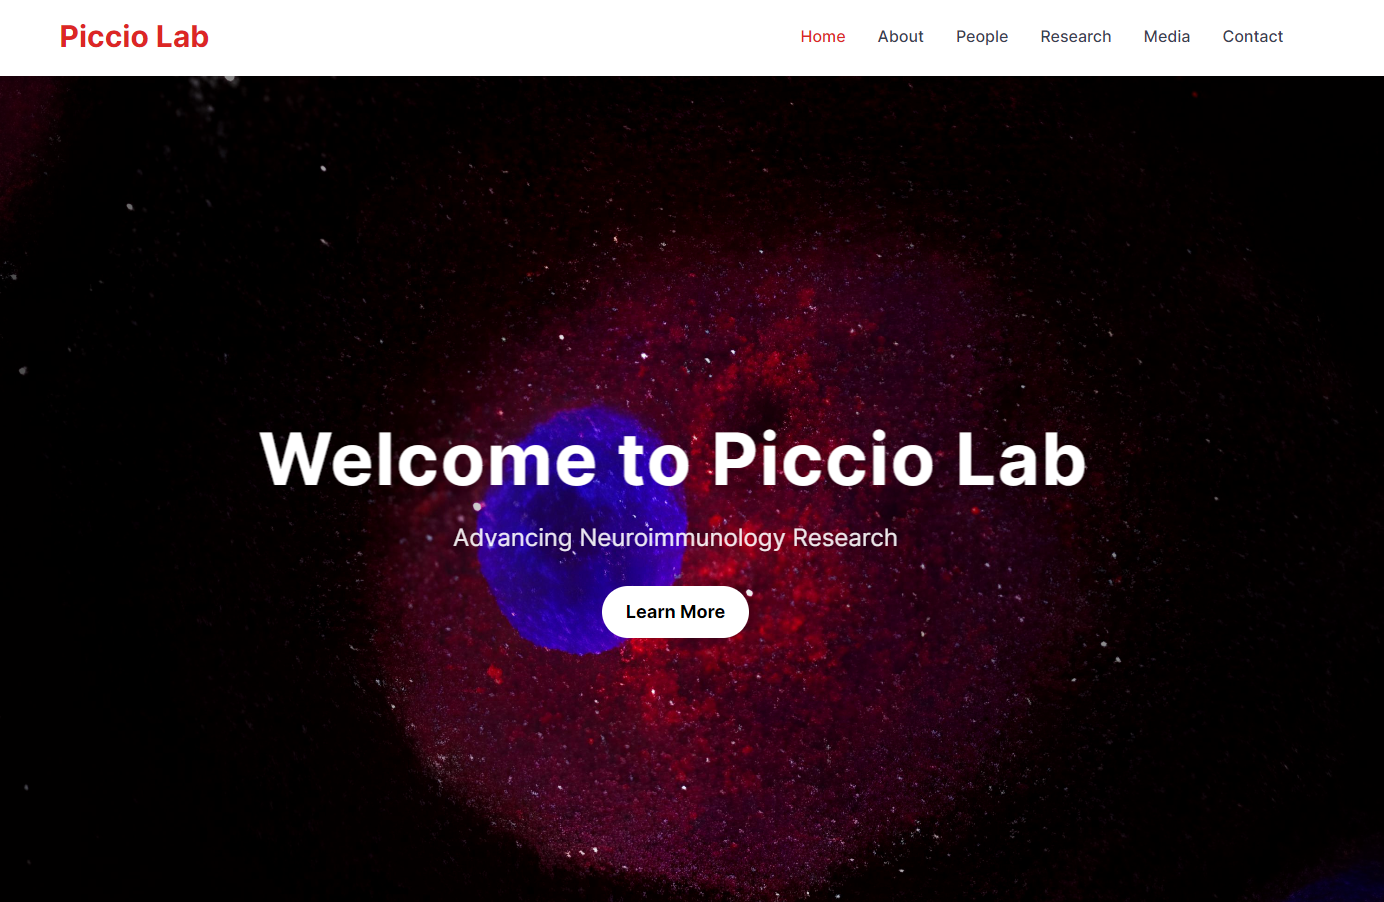 Piccio Lab
Home About People Research Media Contact
Welcome to Piccio Lab
Advancing Neuroimmunology Research
Learn More